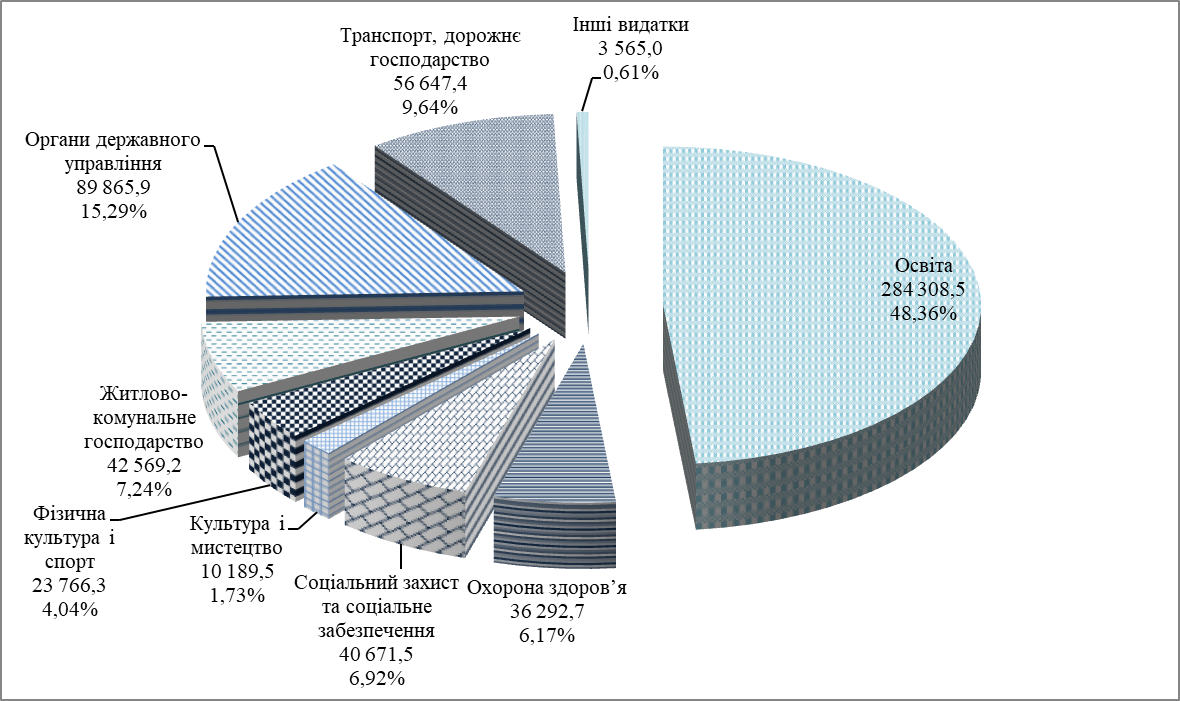 Інші видатки
3 565,0
0,61%
Транспорт, дорожнє
господарство
56 647,4
9,64%
Органи державного
управління
89 865,9
15,29%
Освіта
284 308,5
48,36%
Житлово-
комунальне
господарство
42 569,2
7,24%
Фізична
культура і
спорт
23 766,3
4,04%
Культура і
мистецтво
10 189,5
1,73%
Соціальний захист
та соціальне
забезпечення
40 671,5
6,92%
Охорона здоров’я
36 292,7
6,17%